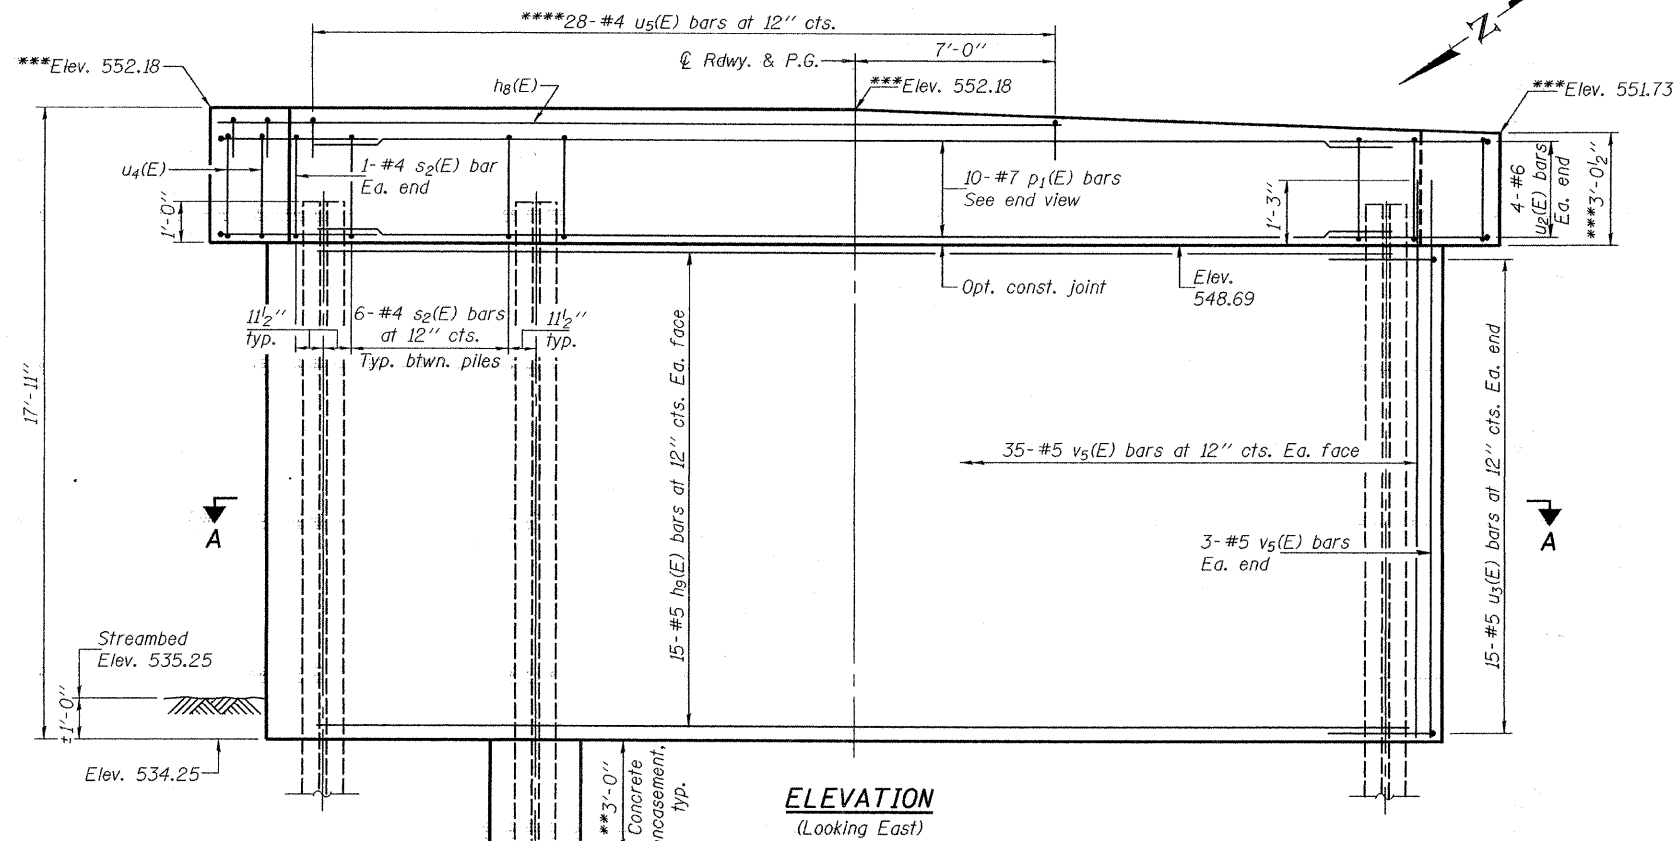 ****28-#4 u5(E) bars at 12" cts.
N
7'-0"
℄ Rdwy. & P.G.
***Elev. 552.18
h8(E)
***Elev. 552.18
***Elev. 551.73
u4(E)
1-#4 s2(E) bar
Ea. end
10-#7 p1(E) bars
See end view
1'-0"
1'-3"
4-#6
u2(E) bars
Ea. end
***3'-0½"
Opt. const. joint
Elev.
548.69
11½"
typ.
6-#4 s2(E) bars
at 12" cts.
Typ. btwn. piles
11½"
typ.
17'-11"
15-#5 h9(E) bars at 12" cts. Ea. face
35-#5 v5(E) bars at 12" cts. Ea. face
15-#5 u3(E) bars at 12" cts. Ea. end
A
A
3-#5 v5(E) bars
Ea. end
Streambed
Elev. 535.25
±1'-0"
Elev. 534.25
**3'-0"
Concrete
encasement,
typ.
ELEVATION
(Looking East)